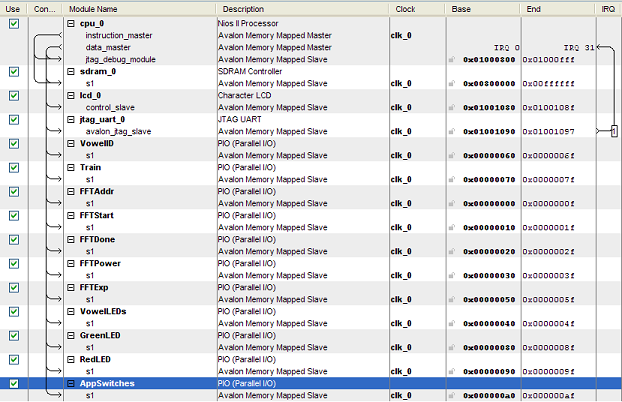 Use Con... Module Name Description Clock Base End IRQ
cpu_0 Nios II Processor
instruction_master Avalon Memory Mapped Master clk_0
data_master Avalon Memory Mapped Master IRQ 0 IRQ 31
jtag_debug_module Avalon Memory Mapped Slave 0x01000800 0x01000fff
sdram_0 SDRAM Controller
s1 Avalon Memory Mapped Slave clk_0 0x00800000 0x00ffffff
lcd_0 Character LCD
control_slave Avalon Memory Mapped Slave clk_0 0x01001080 0x0100108f
jtag_uart_0 JTAG UART
avalon_jtag_slave Avalon Memory Mapped Slave clk_0 0x01001090 0x01001097 1
VowelID PIO (Parallel I/O)
s1 Avalon Memory Mapped Slave clk_0 0x00000060 0x0000006f
Train PIO (Parallel I/O)
s1 Avalon Memory Mapped Slave clk_0 0x00000070 0x0000007f
FFTAddr PIO (Parallel I/O)
s1 Avalon Memory Mapped Slave clk_0 0x00000000 0x0000000f
FFTStart PIO (Parallel I/O)
s1 Avalon Memory Mapped Slave clk_0 0x00000010 0x0000001f
FFTDone PIO (Parallel I/O)
s1 Avalon Memory Mapped Slave clk_0 0x00000020 0x0000002f
FFTPower PIO (Parallel I/O)
s1 Avalon Memory Mapped Slave clk_0 0x00000030 0x0000003f
FFTExp PIO (Parallel I/O)
s1 Avalon Memory Mapped Slave clk_0 0x00000050 0x0000005f
VowelLEDs PIO (Parallel I/O)
s1 Avalon Memory Mapped Slave clk_0 0x00000040 0x0000004f
GreenLED PIO (Parallel I/O)
s1 Avalon Memory Mapped Slave clk_0 0x00000080 0x0000008f
RedLED PIO (Parallel I/O)
s1 Avalon Memory Mapped Slave clk_0 0x00000090 0x0000009f
AppSwitches PIO (Parallel I/O)
s1 Avalon Memory Mapped Slave clk_0 0x000000a0 0x000000af